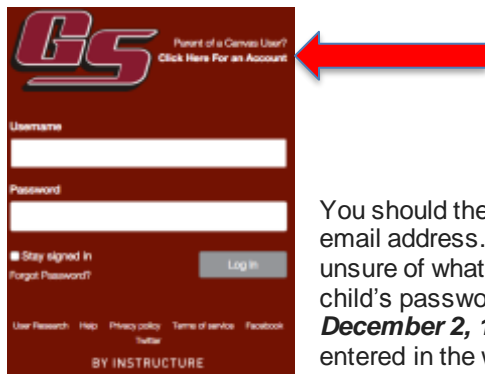 GS
Parent of a Canvas User?
Click Here For an Account
Username
Password
Stay signed in
Log In
Forgot Password?
User Research Help Privacy policy Terms of service Facebook
Twitter
BY INSTRUCTURE
You should the
email address.
unsure of what
child's passwo
December 2,
entered in the